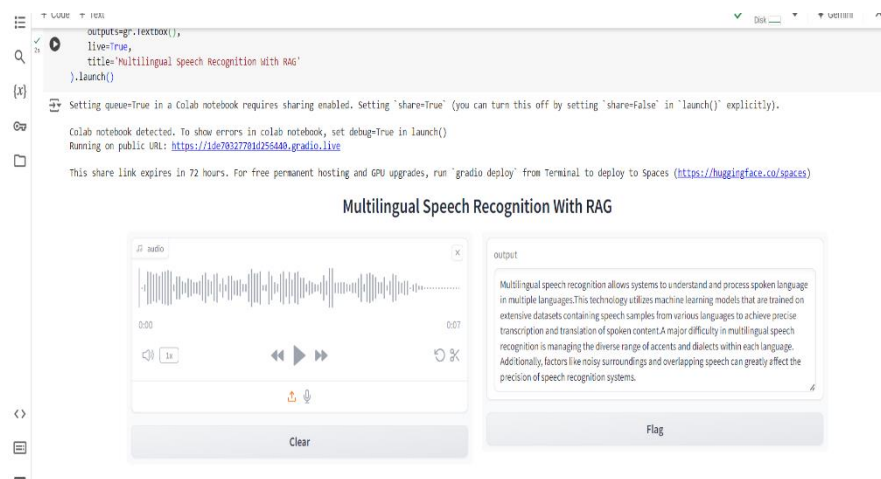 + Code + Text
Disk
Gemini
outputs=gr.Textbox(),
2s
live=True,
title='Multilingual Speech Recognition With RAG'
).launch()
{x}
Setting queue=True in a Colab notebook requires sharing enabled. Setting `share=True` (you can turn this off by setting `share=False` in `launch()` explicitly).
Colab notebook detected. To show errors in colab notebook, set debug=True in launch()
Running on public URL: https://1de70327701d256440.gradio.live
This share link expires in 72 hours. For free permanent hosting and GPU upgrades, run `gradio deploy` from Terminal to deploy to Spaces (https://huggingface.co/spaces)
Multilingual Speech Recognition With RAG
audio
x
0:00
0:07
1x
Clear
output
Multilingual speech recognition allows systems to understand and process spoken language
in multiple languages.This technology utilizes machine learning models that are trained on
extensive datasets containing speech samples from various languages to achieve precise
transcription and translation of spoken content.A major difficulty in multilingual speech
recognition is managing the diverse range of accents and dialects within each language.
Additionally, factors like noisy surroundings and overlapping speech can greatly affect the
precision of speech recognition systems.
Flag